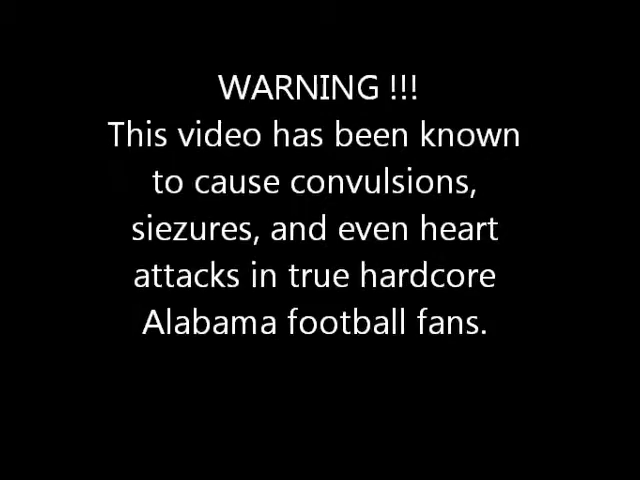 WARNING !!!
This video has been known
to cause convulsions,
siezures, and even heart
attacks in true hardcore
Alabama football fans.